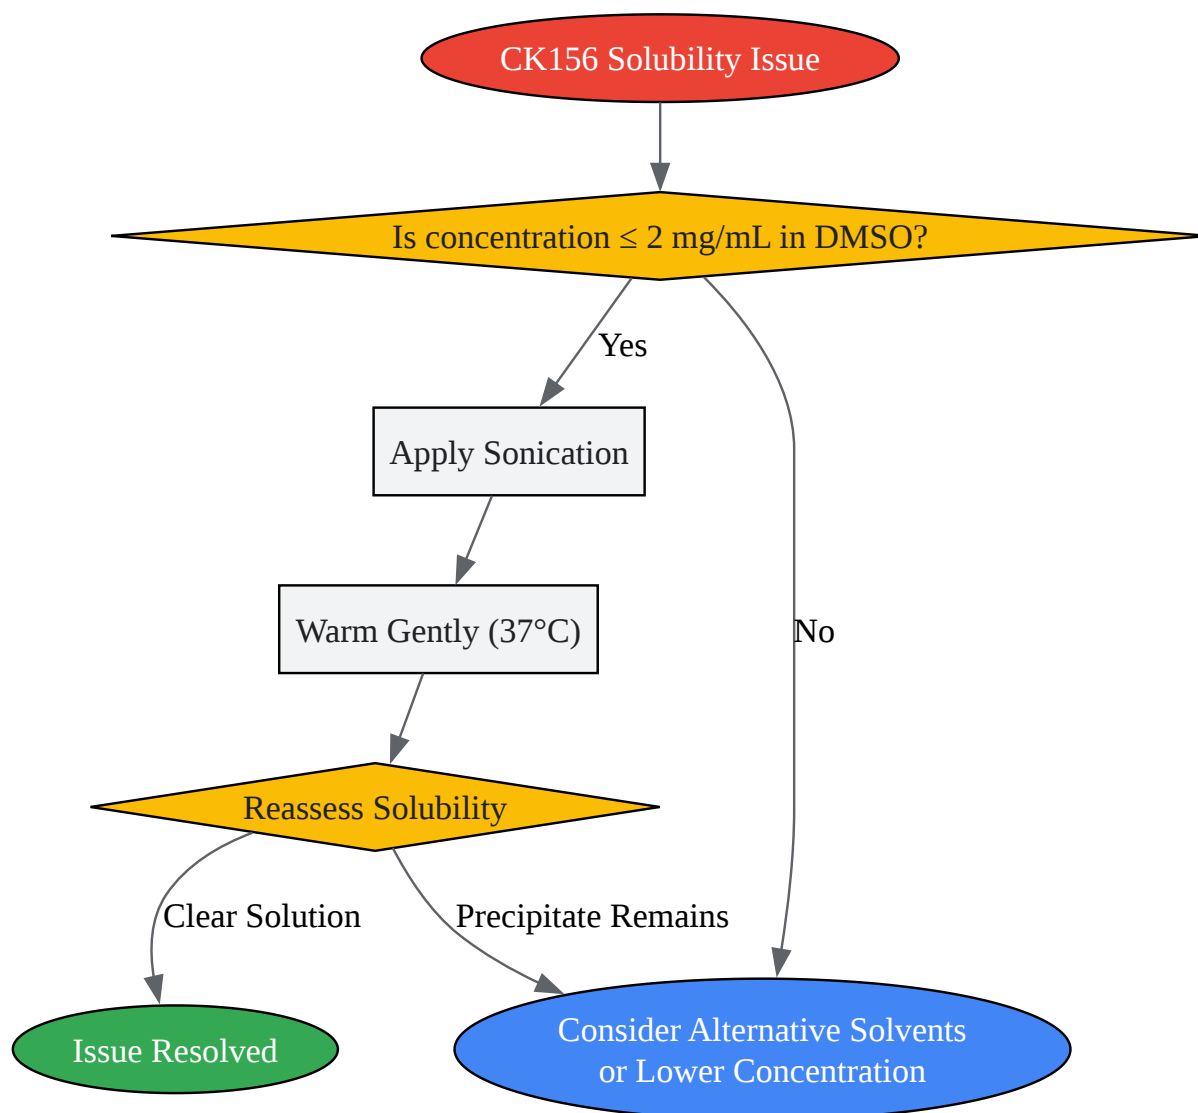 CK156 Solubility Issue
Is concentration ≤ 2 mg/mL in DMSO?
Yes
Apply Sonication
Warm Gently (37°C)
No
Reassess Solubility
Clear Solution
Precipitate Remains
Issue Resolved
Consider Alternative Solvents
or Lower Concentration